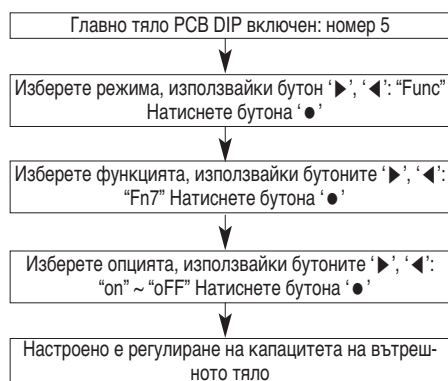 Главно тяло PCB DIP включен: номер 5
Изберете режима, използвайки бутон ‘▶’, ‘◀’: “Func”
Натиснете бутона ‘●’
Изберете функцията, използвайки бутоните ‘▶’, ‘◀’:
“Fn7” Натиснете бутона ‘●’
Изберете опцията, използвайки бутоните ‘▶’, ‘◀’:
“on” ~ “oFF” Натиснете бутона ‘●’
Настроено е регулиране на капацитета на вътреш-
ното тяло